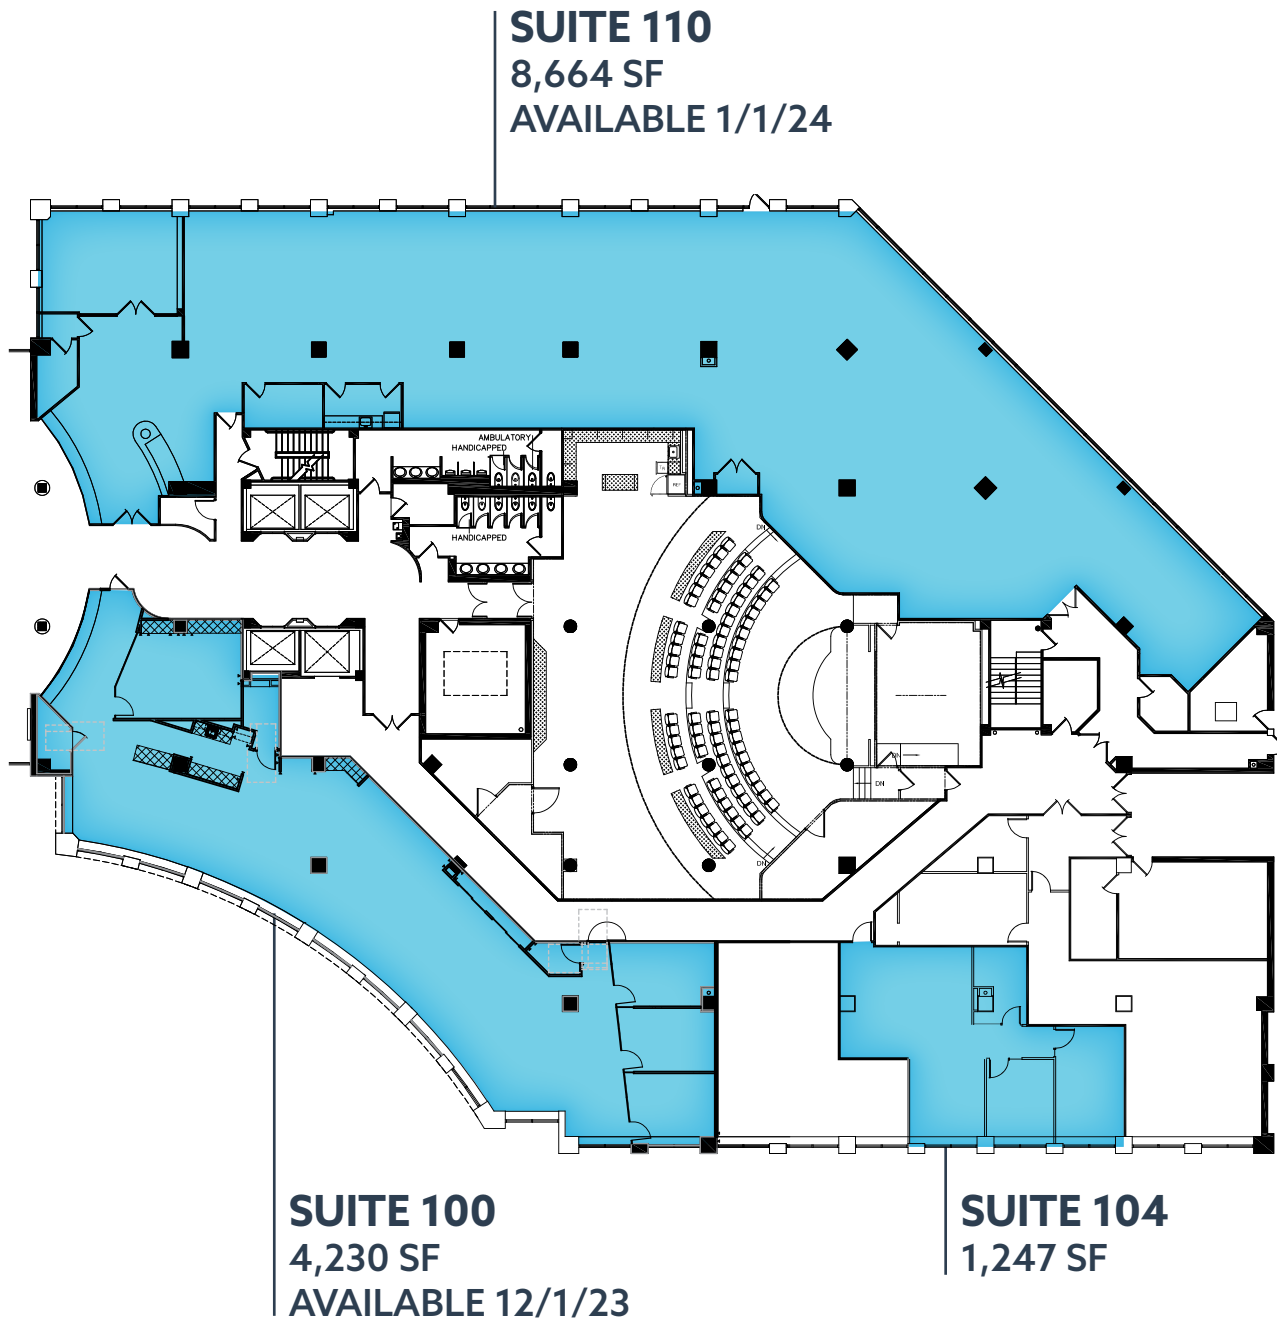 SUITE 110
8,664 SF
AVAILABLE 1/1/24
AMBULATORY
HANDICAPPED
REF
DN
HANDICAPPED
DN
DN
SUITE 100
4,230 SF
AVAILABLE 12/1/23
SUITE 104
1,247 SF